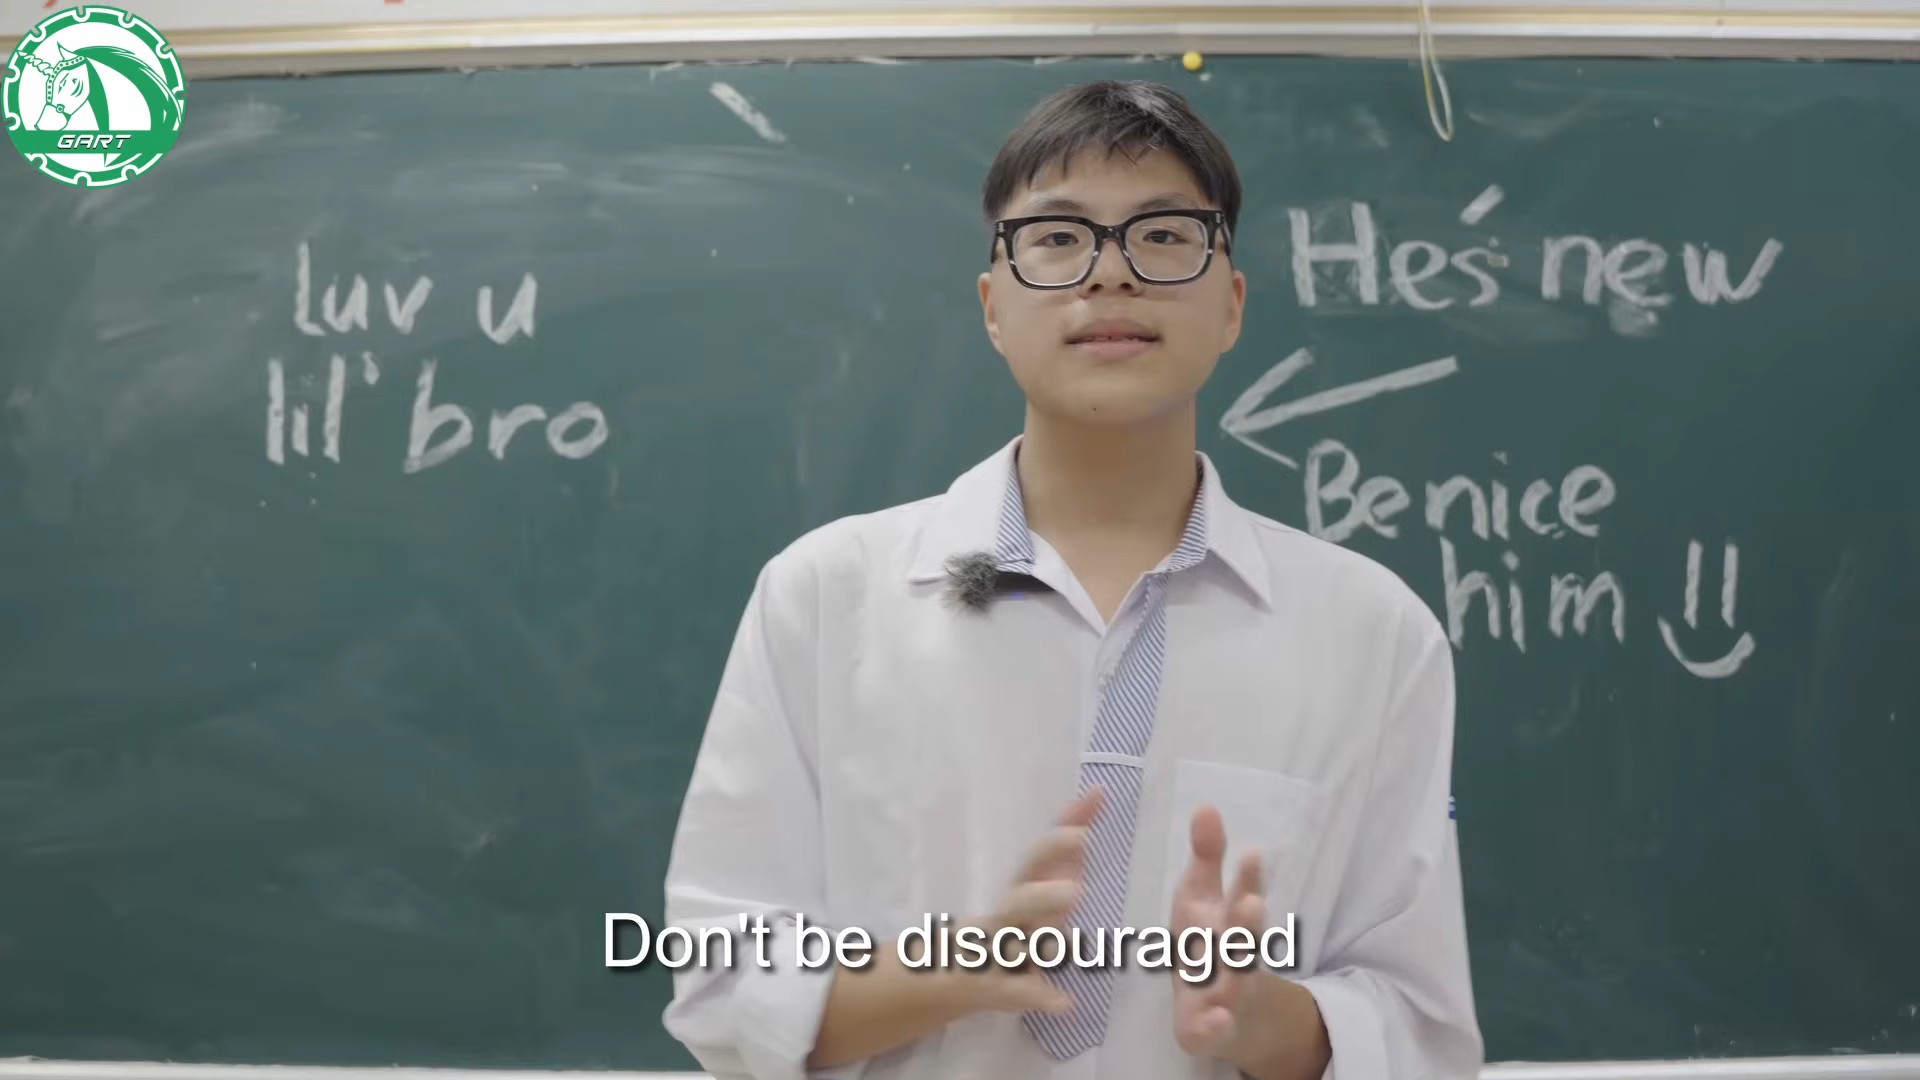 GART
luv u
lil' bro
He's new
Be nice
him
Don't be discouraged